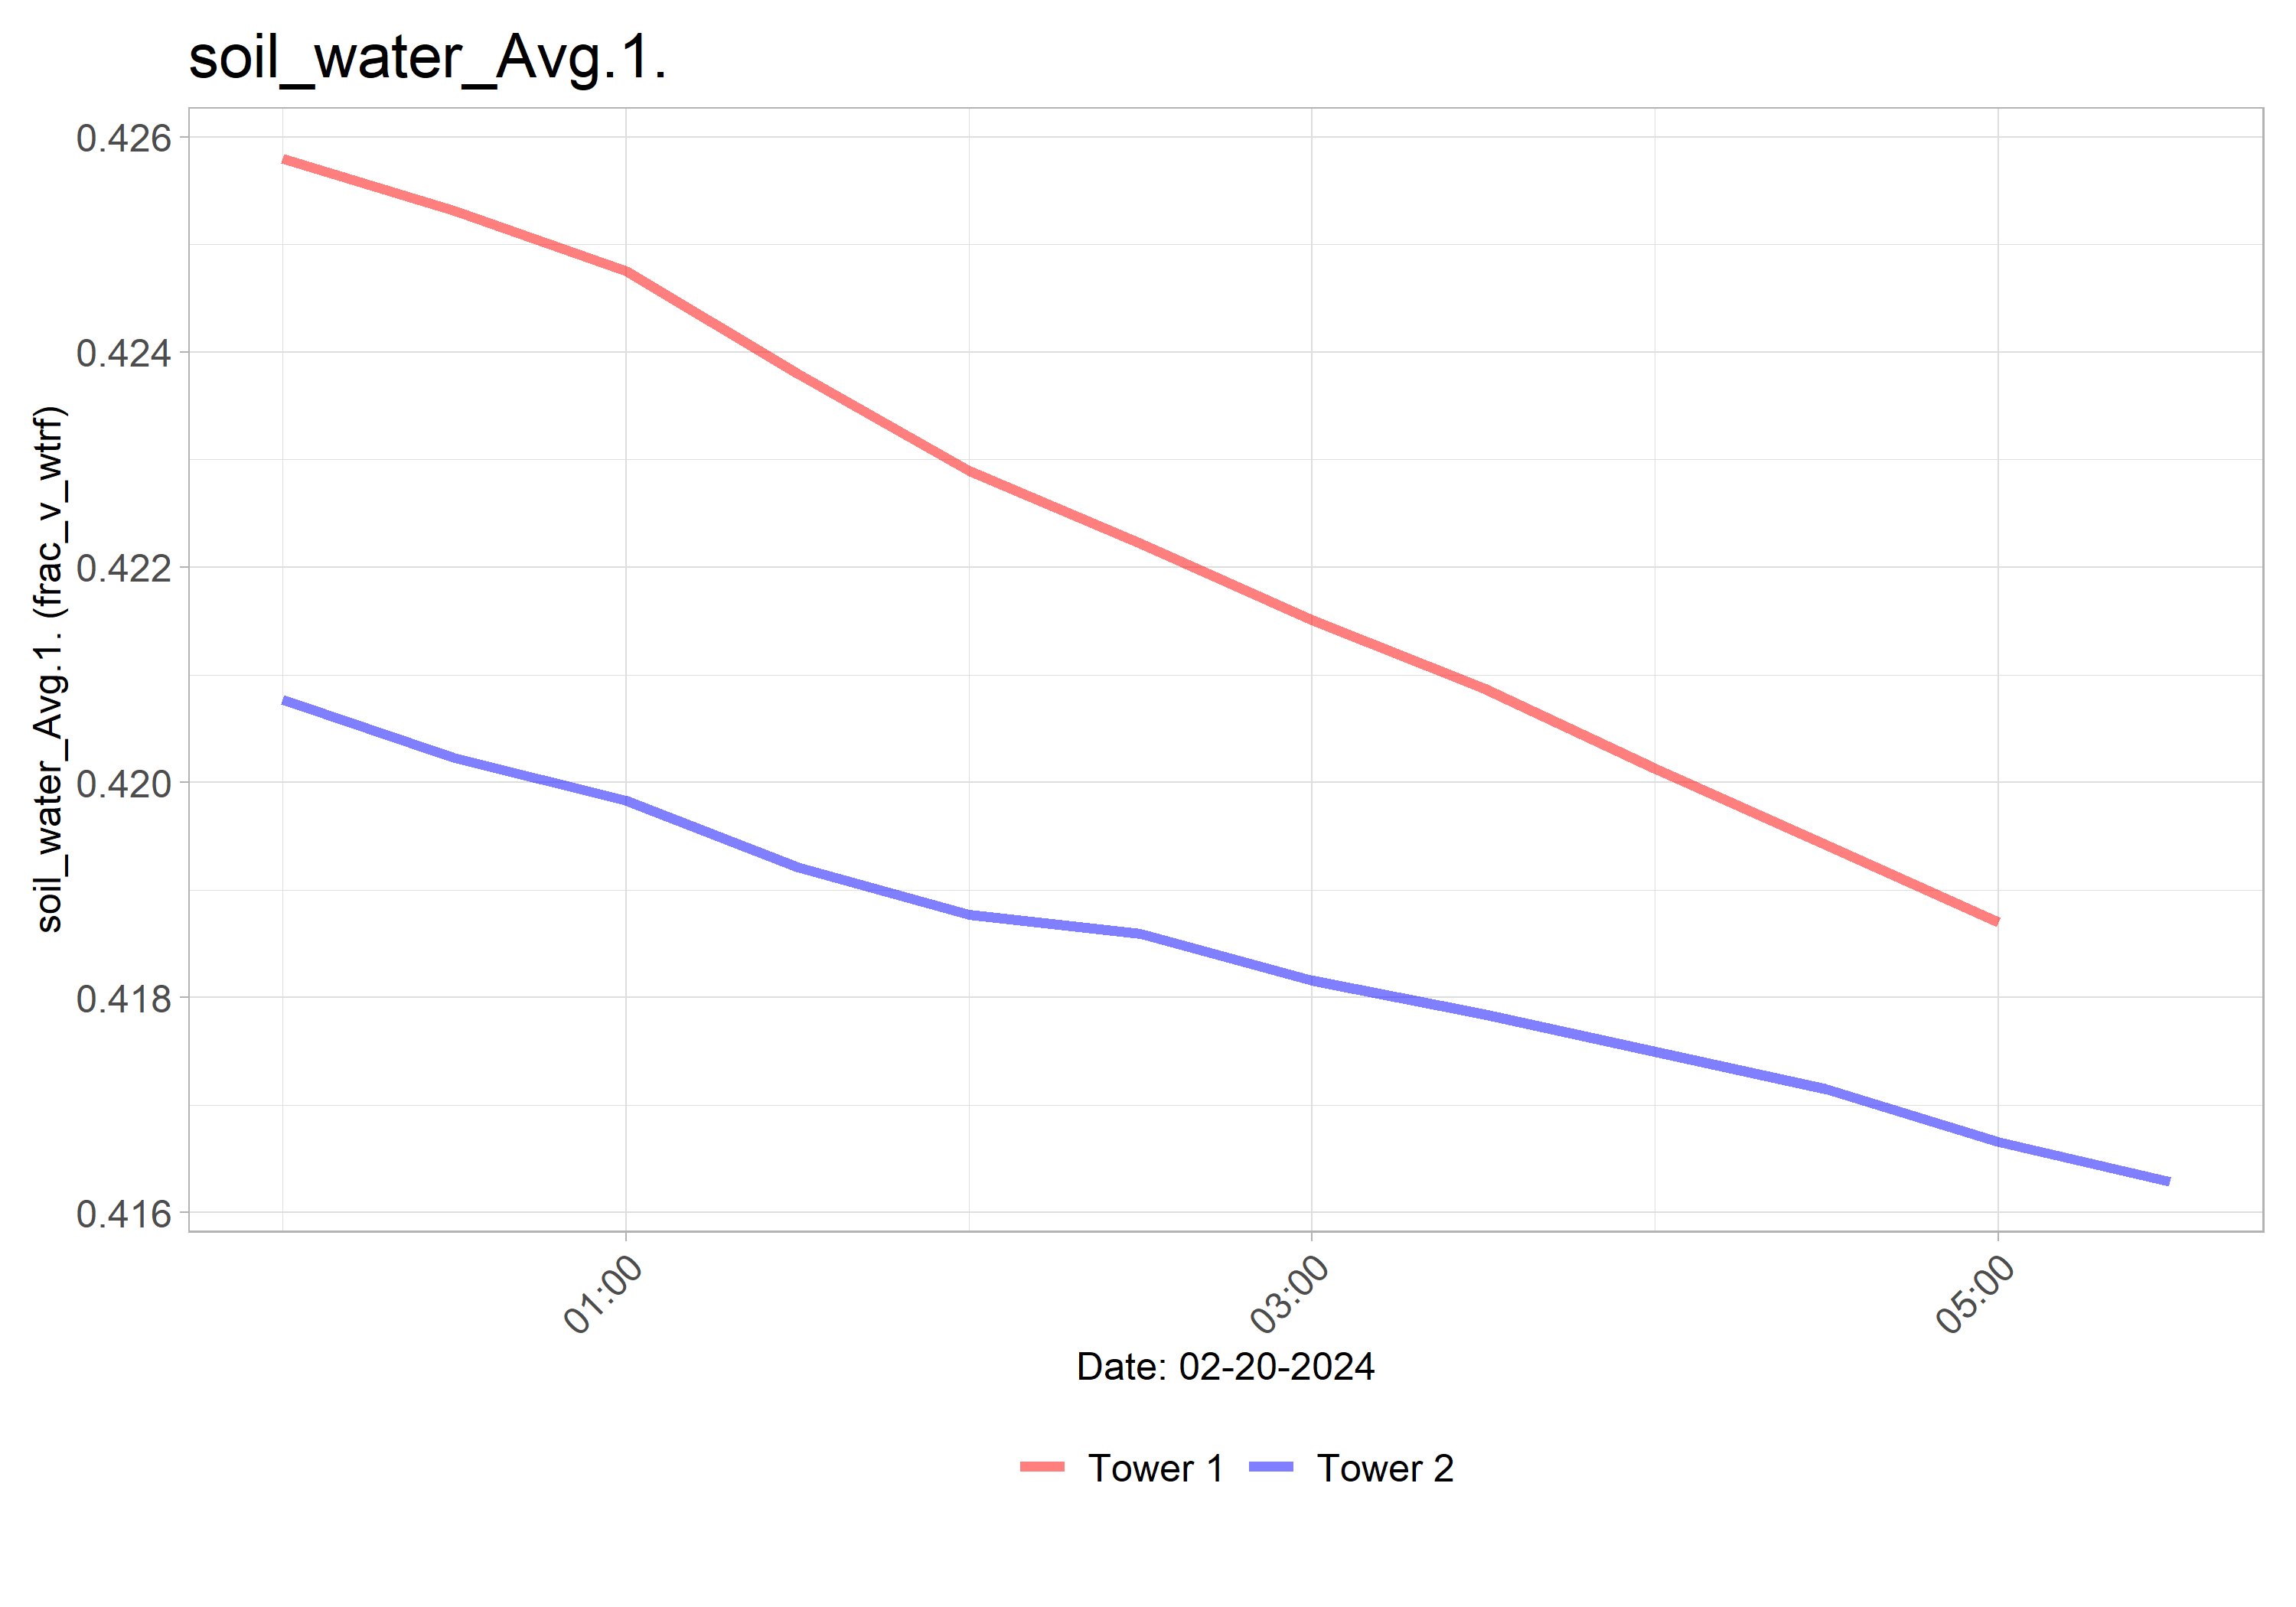 soil_water_Avg.1.
soil_water_Avg.1. (frac_v_wtrf)
0.426
0.424
0.422
0.420
0.418
0.416
01:00
03:00
05:00
Date: 02-20-2024
Tower 1
Tower 2